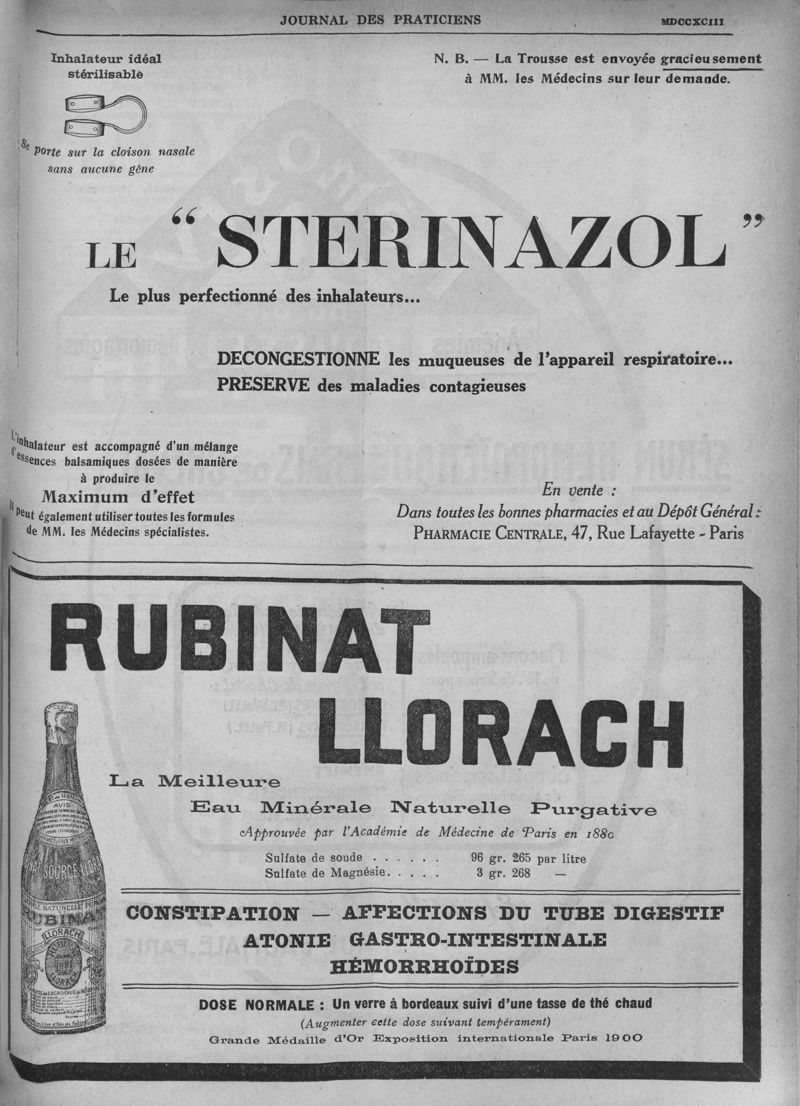 JOURNAL DES PRATICIENS
MDCCXCIII
Inhalateur idéal
stérilisable
N. B. — La Trousse est envoyée gracieusement
à MM. les Médecins sur leur demande.
Se porte sur la cloison nasale
sans aucune gêne
LE “STERINAZOL”
Le plus perfectionné des inhalateurs...
DECONGESTIONNE les muqueuses de l'appareil respiratoire...
PRESERVE des maladies contagieuses
L'inhalateur est accompagné d'un mélange
d'essences balsamiques dosées de manière
à produire le
Maximum d'effet
Il peut également utiliser toutes les formules
de MM. les Médecins spécialistes.
En vente :
Dans toutes les bonnes pharmacies et au Dépôt Général :
PHARMACIE CENTRALE, 47, Rue Lafayette - Paris
RUBINAT
LLORACH
La Meilleure
Eau Minérale Naturelle Purgative
Approuvée par l'Académie de Médecine de Paris en 1880
Sulfate de soude . . . . . . 96 gr. 265 par litre
Sulfate de Magnésie. . . . . 3 gr. 268 —
CONSTIPATION — AFFECTIONS DU TUBE DIGESTIF
ATONIE GASTRO-INTESTINALE
HÉMORRHOÏDES
DOSE NORMALE : Un verre à bordeaux suivi d'une tasse de thé chaud
(Augmenter cette dose suivant tempérament)
Grande Médaille d'Or Exposition internationale Paris 1900
AVIS
SOURCE
NATURELLE
RUBINAT
LLORACH
LLORACH